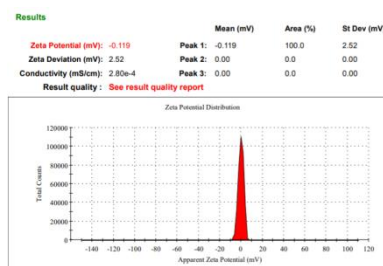 Results
Mean (mV) Area (%) St Dev (mV)
Zeta Potential (mV): -0.119 Peak 1: -0.119 100.0 2.52
Zeta Deviation (mV): 2.52 Peak 2: 0.00 0.0 0.00
Conductivity (mS/cm): 2.80e-4 Peak 3: 0.00 0.0 0.00
Result quality : See result quality report
Zeta Potential Distribution
120000
100000
80000
60000
40000
20000
0
Total Counts
-140 -120 -100 -80 -60 -40 -20 0 20 40 60 80 100 120
Apparent Zeta Potential (mV)